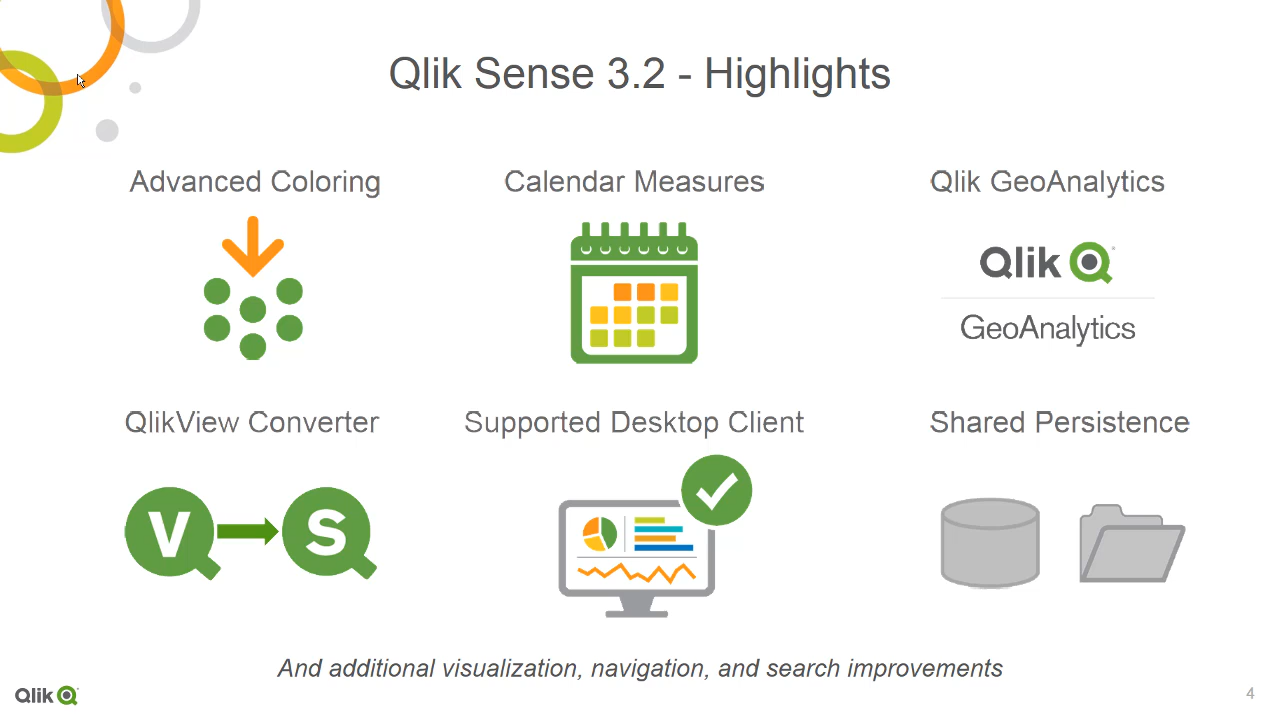 Qlik Sense 3.2 - Highlights
Advanced Coloring
Calendar Measures
Qlik GeoAnalytics
Qlik
GeoAnalytics
QlikView Converter
Supported Desktop Client
Shared Persistence
V
S
And additional visualization, navigation, and search improvements
Qlik
4